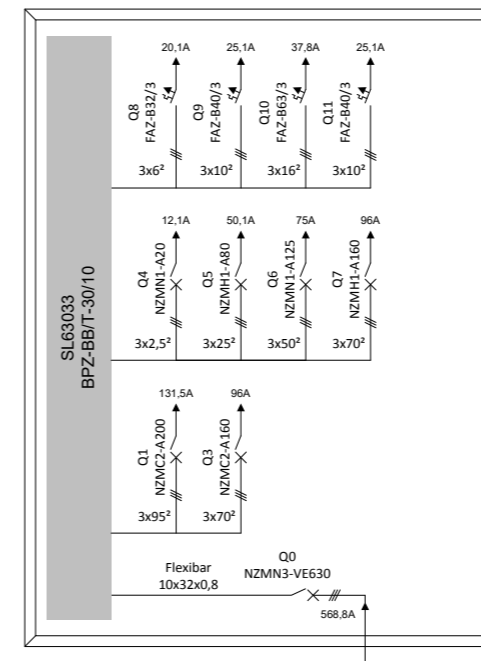 20,1A
25,1A
37,8A
25,1A
Q8
FAZ-B32/3
Q9
FAZ-B40/3
Q10
FAZ-B63/3
Q11
FAZ-B40/3
3x6²
3x10²
3x16²
3x10²
12,1A
50,1A
75A
96A
Q4
NZMN1-A20
Q5
NZMH1-A80
Q6
NZMN1-A125
Q7
NZMH1-A160
3x2,5²
3x25²
3x50²
3x70²
SL63033
BPZ-BB/T-30/10
131,5A
96A
Q1
NZMC2-A200
Q3
NZMC2-A160
3x95²
3x70²
Flexibar
10x32x0,8
Q0
NZMN3-VE630
568,8A